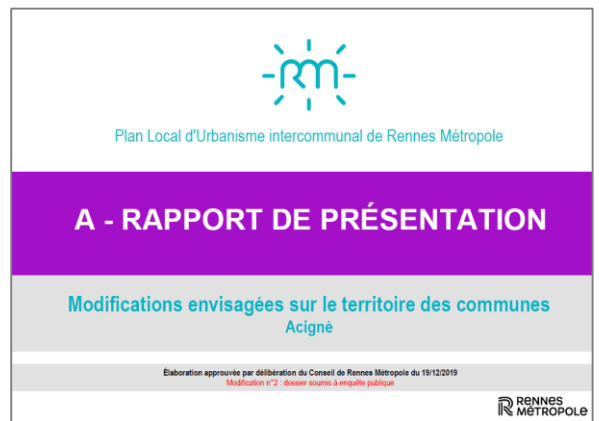 rm
Plan Local d'Urbanisme intercommunal de Rennes Métropole
A - RAPPORT DE PRÉSENTATION
Modifications envisagées sur le territoire des communes
Acigné
Élaboration approuvée par délibération du Conseil de Rennes Métropole du 19/12/2019
Modification n°2 : dossier soumis à enquête publique
RENNES
MÉTROPOLE